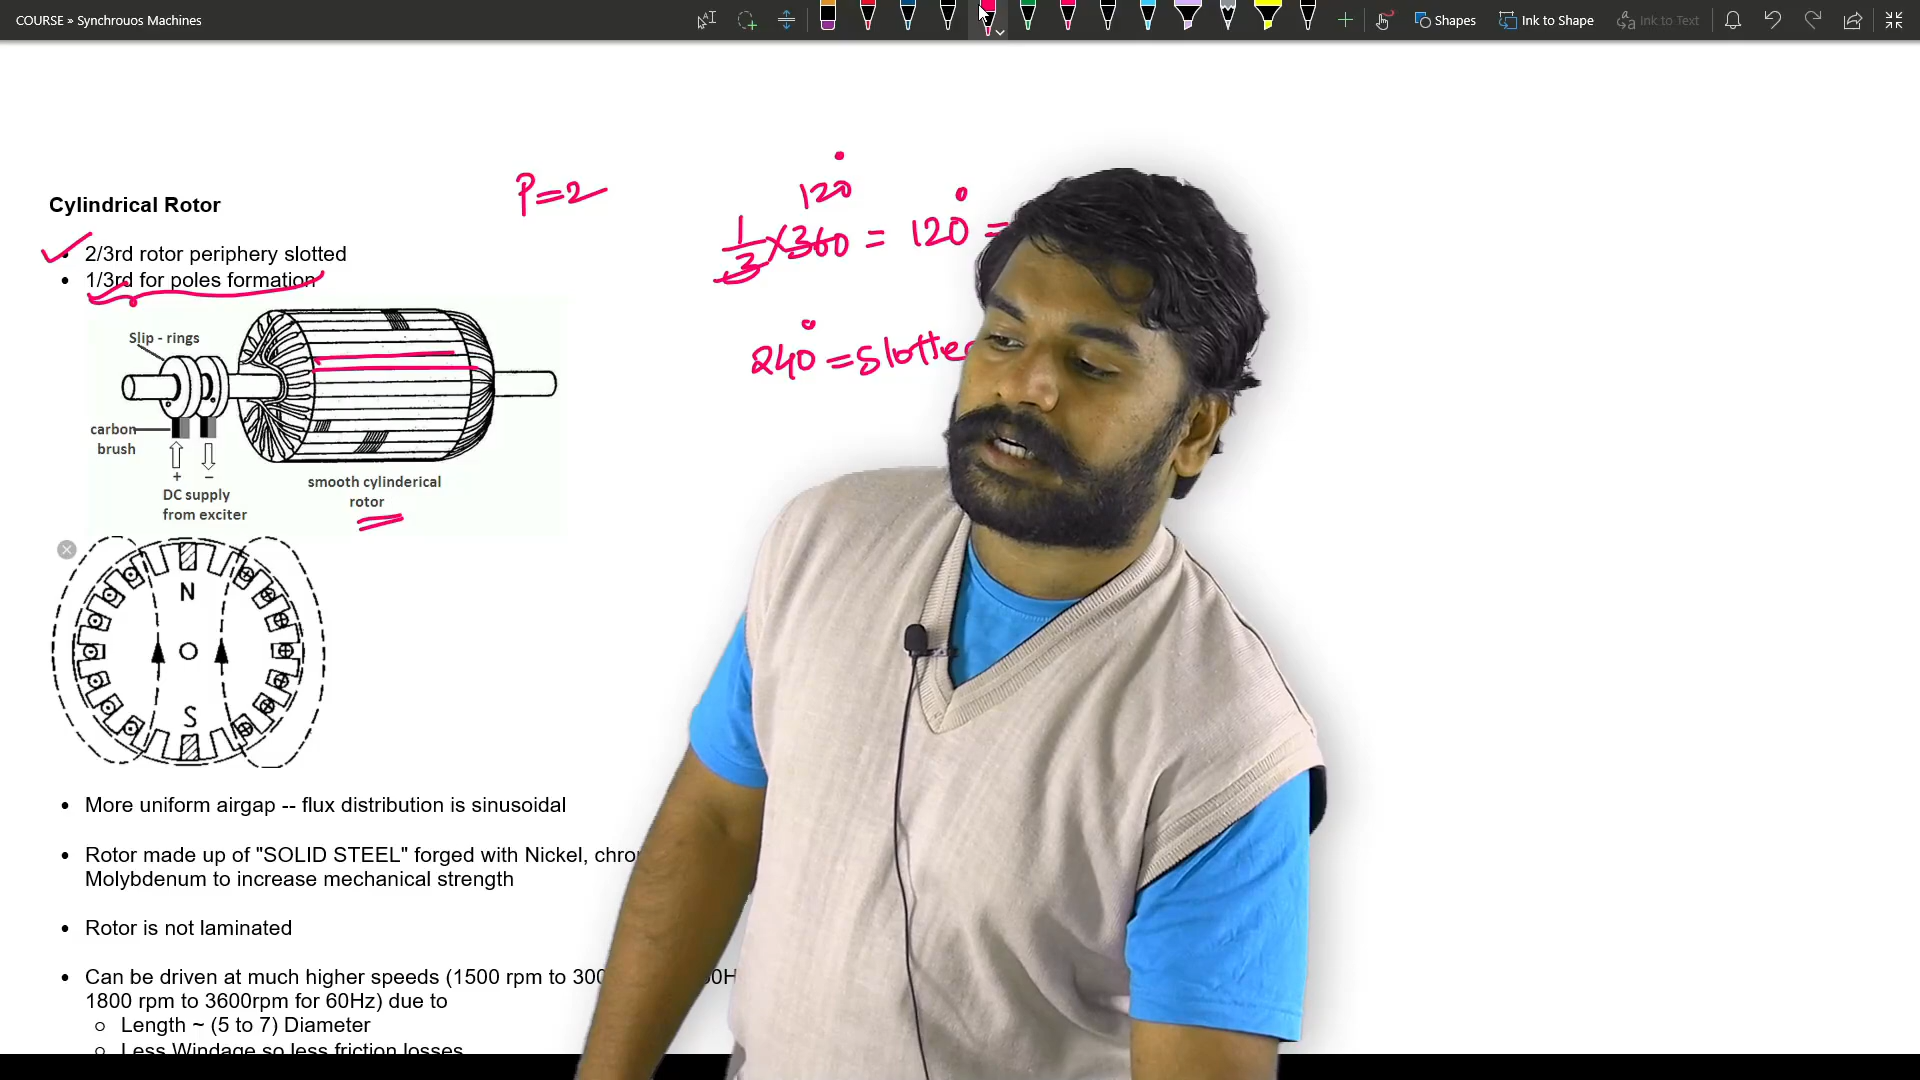 COURSE » Synchrouos Machines
Shapes
Ink to Shape
Ink to Text
P=2
120°
1/3 × 360 = 120° =
240° = Slotte
Cylindrical Rotor
2/3rd rotor periphery slotted
1/3rd for poles formation
Slip - rings
carbon
brush
+ −
DC supply
from exciter
smooth cylinderical
rotor
N
S
More uniform airgap -- flux distribution is sinusoidal
Rotor made up of "SOLID STEEL" forged with Nickel,
Molybdenum to increase mechanical strength
Rotor is not laminated
Can be driven at much higher speeds (1500 rpm to
1800 rpm to 3600rpm for 60Hz) due to
Length ~ (5 to 7) Diameter
Less Windage so less friction losses